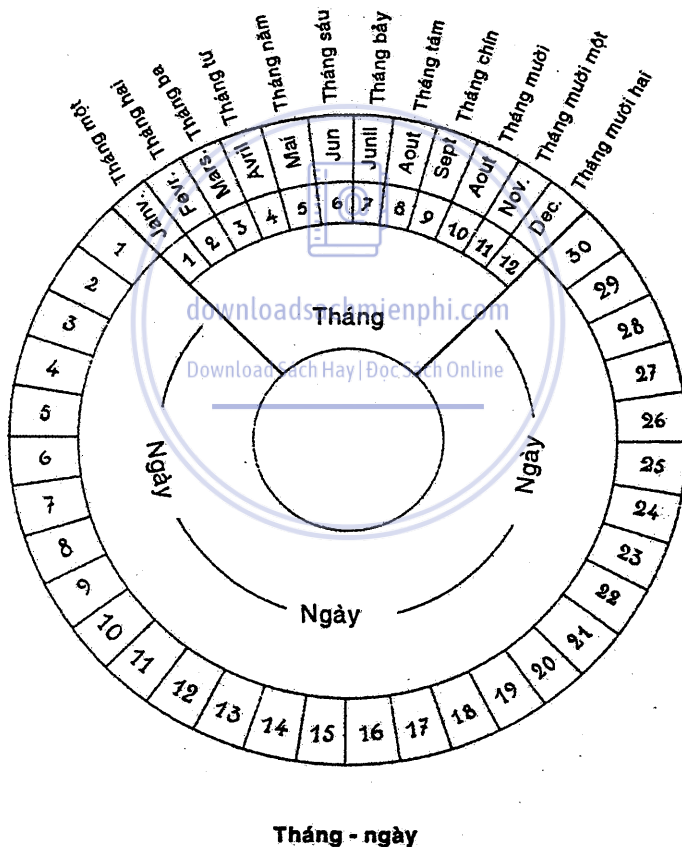 Tháng một
Tháng hai
Tháng ba
Tháng tư
Tháng năm
Tháng sáu
Tháng bảy
Tháng tám
Tháng chín
Tháng mười
Tháng mười một
Tháng mười hai
Janv.
Fevr.
Mars
Avril
Mai
Jun
Junil
Aout
Sept
Aout
Nov.
Dec.
1 2 3 4 5 6 7 8 9 10 11 12
Tháng
downloadsachmienphi.com
Download Sách Hay | Đọc Sách Online
Ngày
Ngày
Ngày
1
2
3
4
5
6
7
8
9
10
11
12
13
14
15
16
17
18
19
20
21
22
23
24
25
26
27
28
29
30
Tháng - ngày